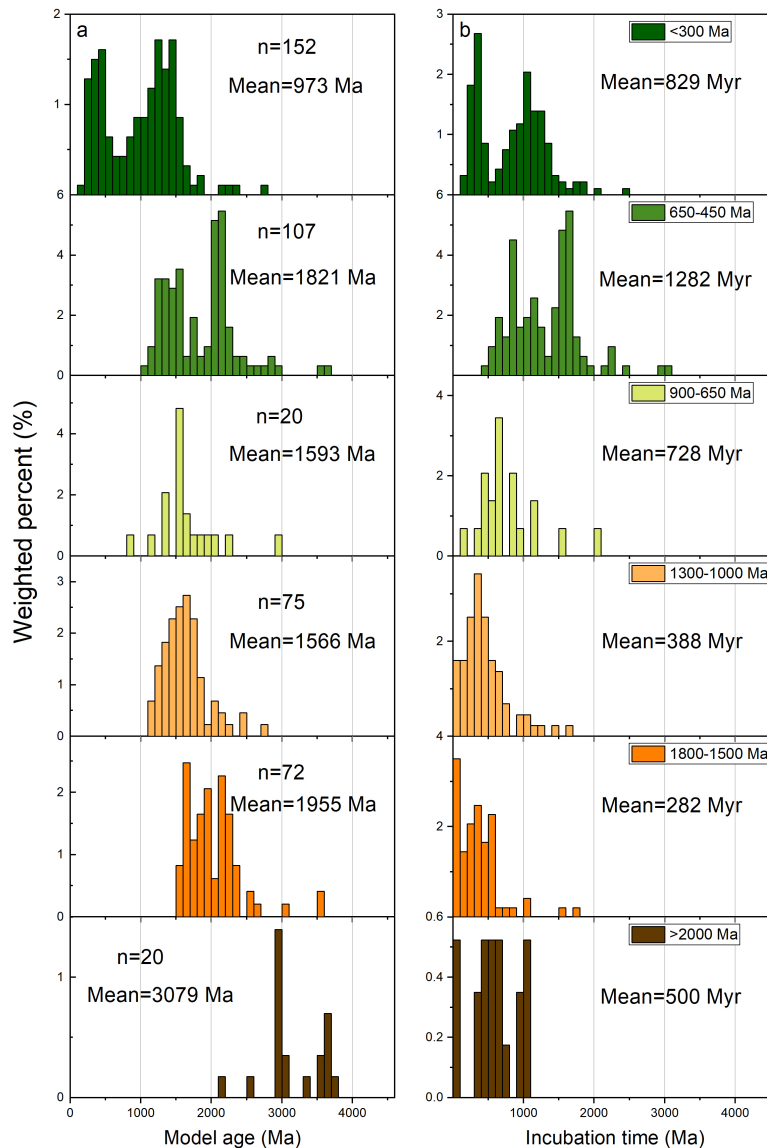 a
n=152
Mean=973 Ma
2
1
6
n=107
Mean=1821 Ma
4
2
0
n=20
Mean=1593 Ma
4
2
0
n=75
Mean=1566 Ma
3
2
1
0
n=72
Mean=1955 Ma
2
1
0
n=20
Mean=3079 Ma
1
0
0 1000 2000 3000 4000
Model age (Ma)
Weighted percent (%)
b
<300 Ma
Mean=829 Myr
3
2
1
6
650-450 Ma
Mean=1282 Myr
4
2
0
900-650 Ma
Mean=728 Myr
4
2
0
1300-1000 Ma
Mean=388 Myr
2
4
1800-1500 Ma
Mean=282 Myr
2
0.6
>2000 Ma
Mean=500 Myr
0.4
0.2
0.0
1000 2000 3000 4000
Incubation time (Ma)